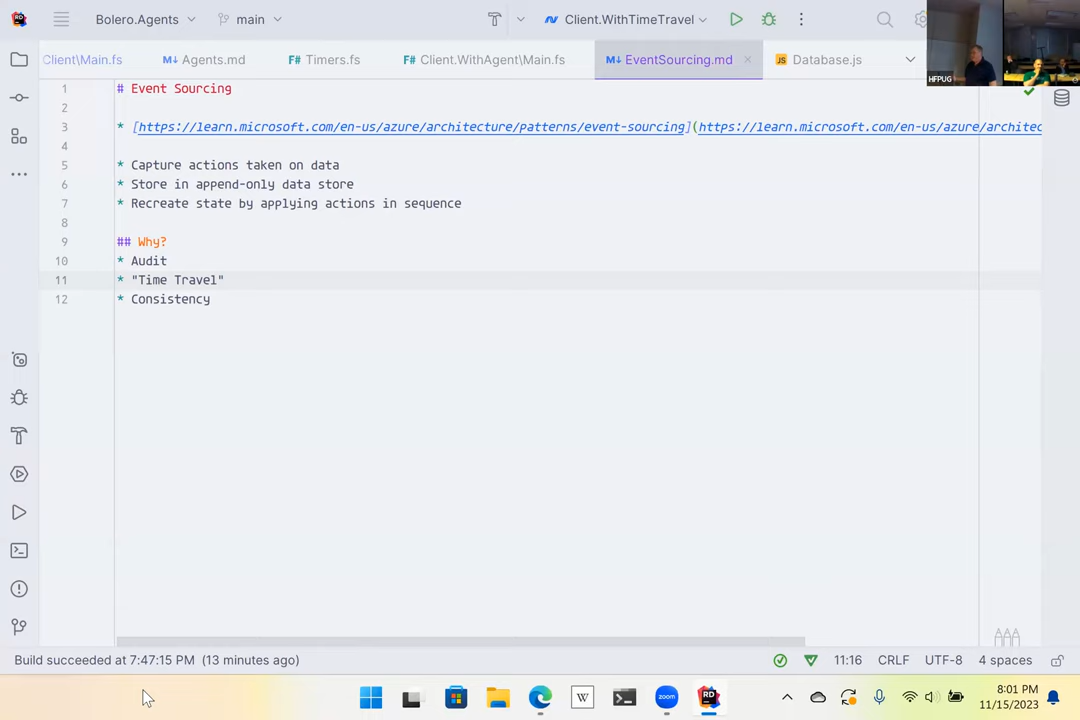 Bolero.Agents
main
Client.WithTimeTravel
HFPUG
Client\Main.fs
M↓ Agents.md
F# Timers.fs
F# Client.WithAgent\Main.fs
M↓ EventSourcing.md
JS Database.js
1 # Event Sourcing
2
3 * [https://learn.microsoft.com/en-us/azure/architecture/patterns/event-sourcing](https://learn.microsoft.com/en-us/azure/architec
4
5 * Capture actions taken on data
6 * Store in append-only data store
7 * Recreate state by applying actions in sequence
8
9 ## Why?
10 * Audit
11 * "Time Travel"
12 * Consistency
Build succeeded at 7:47:15 PM (13 minutes ago)
11:16 CRLF UTF-8 4 spaces
W
zoom
RD
8:01 PM
11/15/2023